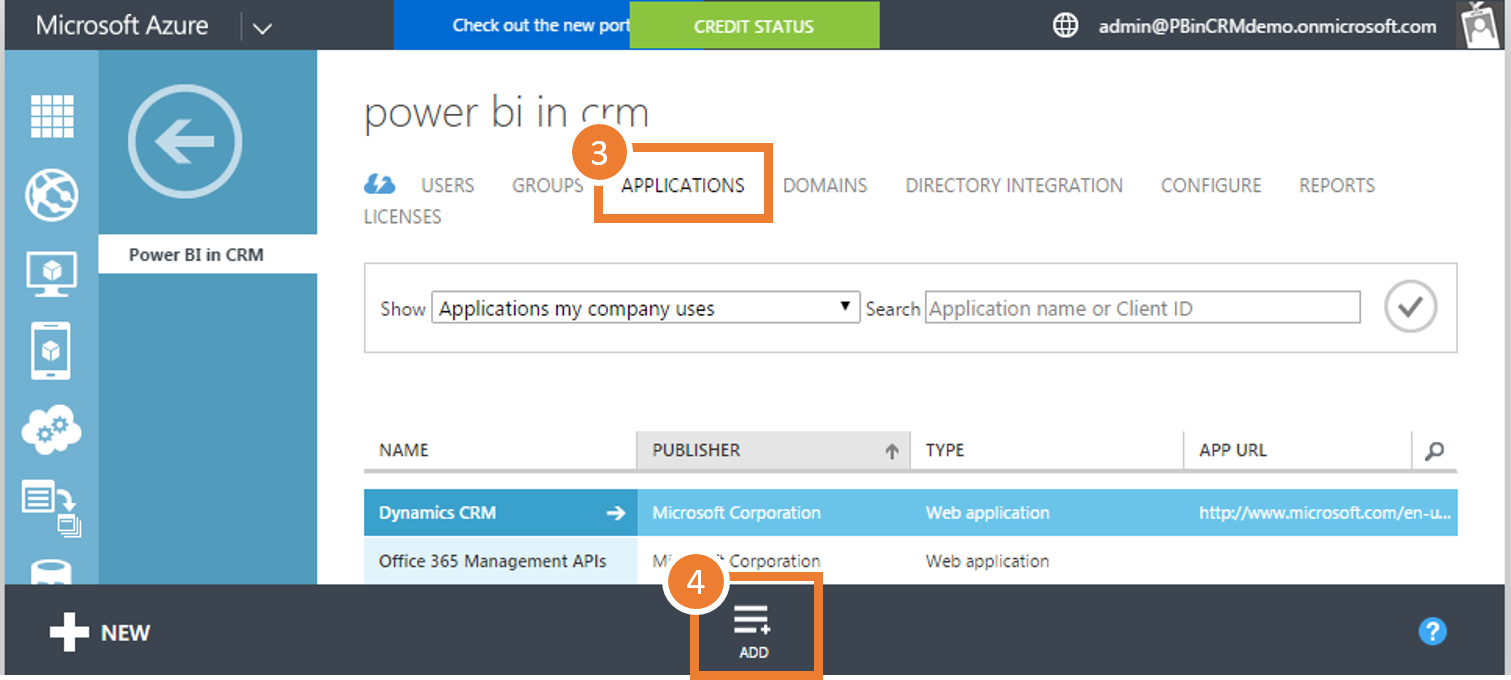 Microsoft Azure
Check out the new port
CREDIT STATUS
admin@PBinCRMdemo.onmicrosoft.com
power bi in crm
3
USERS GROUPS APPLICATIONS DOMAINS DIRECTORY INTEGRATION CONFIGURE REPORTS
LICENSES
Power BI in CRM
Show Applications my company uses Search Application name or Client ID
NAME PUBLISHER TYPE APP URL
Dynamics CRM Microsoft Corporation Web application http://www.microsoft.com/en-u...
Office 365 Management APIs Corporation Web application
4
NEW
ADD
?